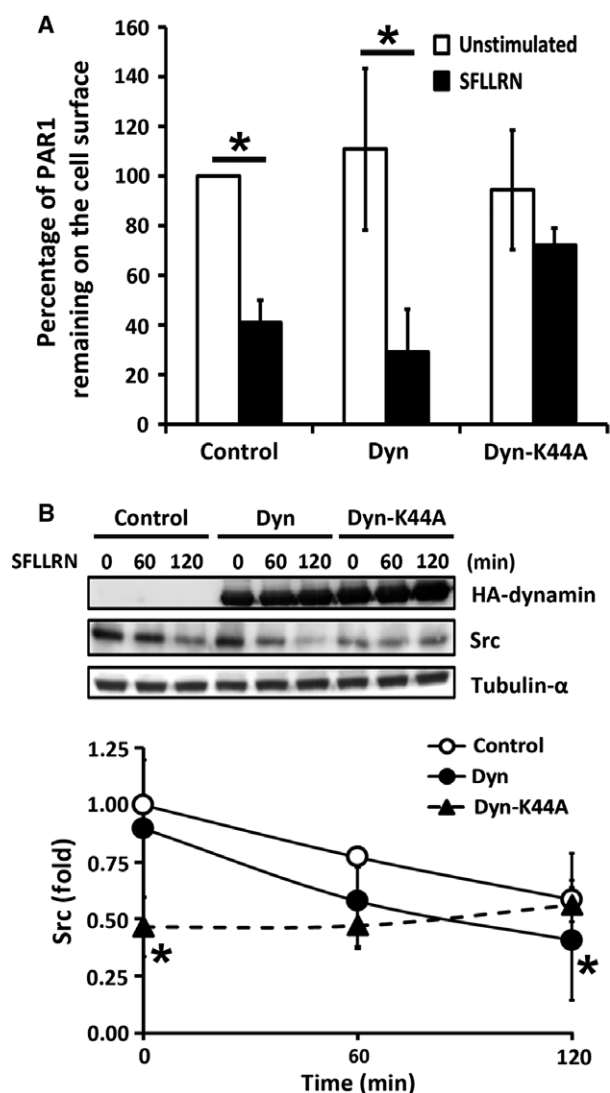 A
Percentage of PAR1
remaining on the cell surface
160
140
120
100
80
60
40
20
0
Unstimulated
SFLLRN
*
*
Control Dyn Dyn-K44A
B
Control Dyn Dyn-K44A
SFLLRN 0 60 120 0 60 120 0 60 120 (min)
HA-dynamin
Src
Tubulin-α
Src (fold)
1.25
1.00
0.75
0.50
0.25
0.00
Control
Dyn
Dyn-K44A
*
*
0 60 120
Time (min)